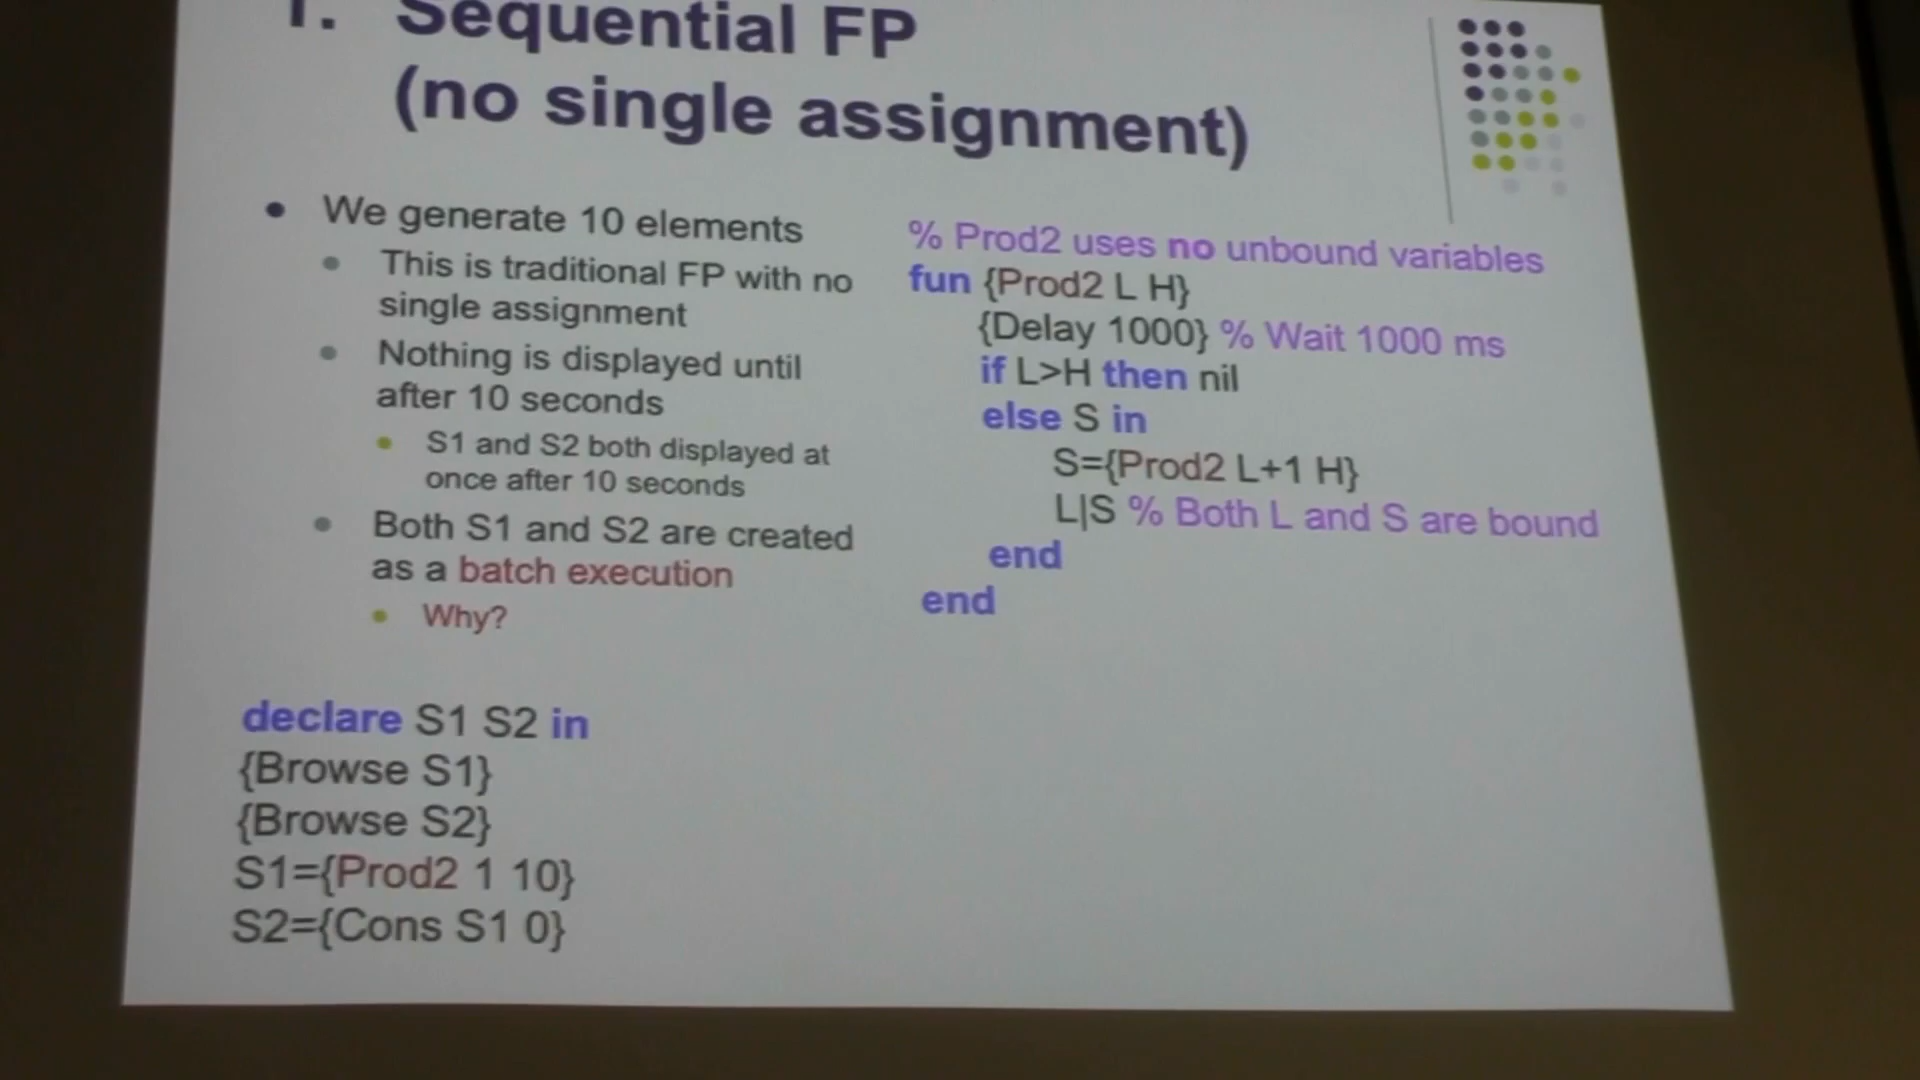 1. Sequential FP
(no single assignment)
• We generate 10 elements
• This is traditional FP with no
single assignment
• Nothing is displayed until
after 10 seconds
• S1 and S2 both displayed at
once after 10 seconds
• Both S1 and S2 are created
as a batch execution
• Why?
declare S1 S2 in
{Browse S1}
{Browse S2}
S1={Prod2 1 10}
S2={Cons S1 0}
% Prod2 uses no unbound variables
fun {Prod2 L H}
{Delay 1000} % Wait 1000 ms
if L>H then nil
else S in
S={Prod2 L+1 H}
L|S % Both L and S are bound
end
end